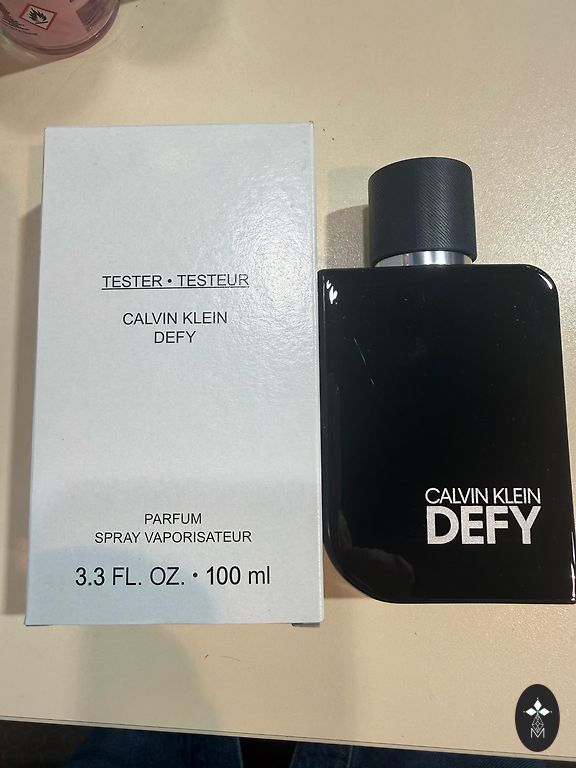 TESTER • TESTEUR
CALVIN KLEIN
DEFY
PARFUM
SPRAY VAPORISATEUR
3.3 FL. OZ. • 100 ml
CALVIN KLEIN
DEFY